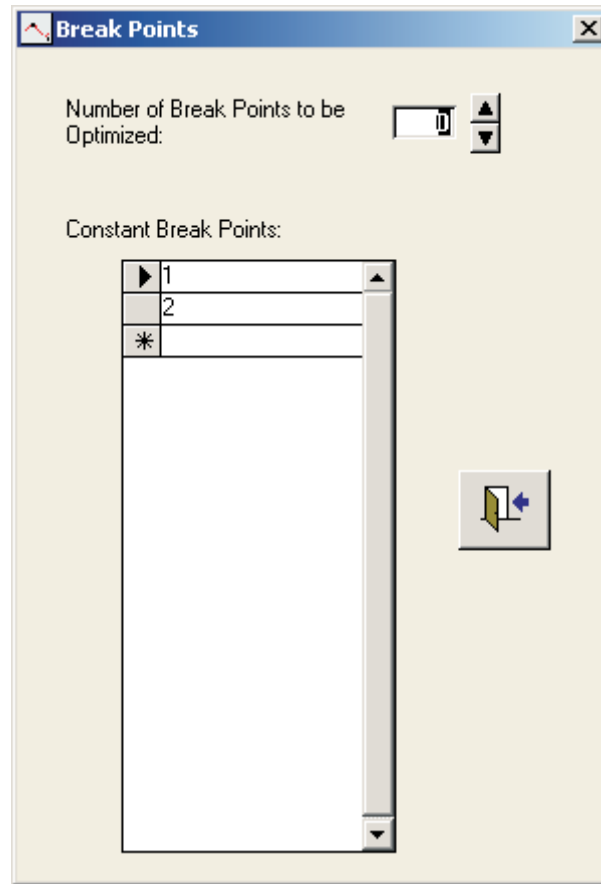 Break Points
Number of Break Points to be
Optimized:
0
Constant Break Points:
1
2